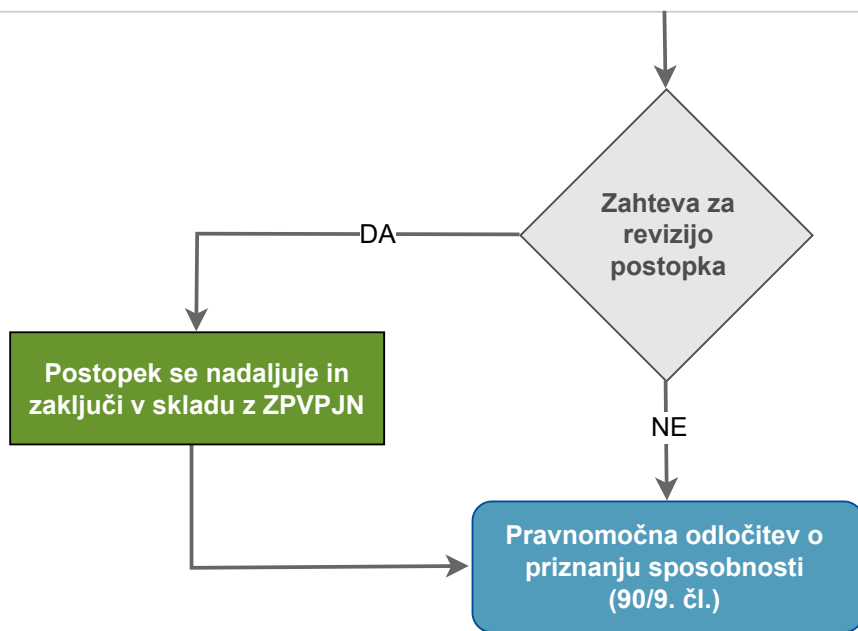 Zahteva za
revizijo
postopka
DA
Postopek se nadaljuje in
zaključi v skladu z ZPVPJN
NE
Pravnomočna odločitev o
priznanju sposobnosti
(90/9. čl.)